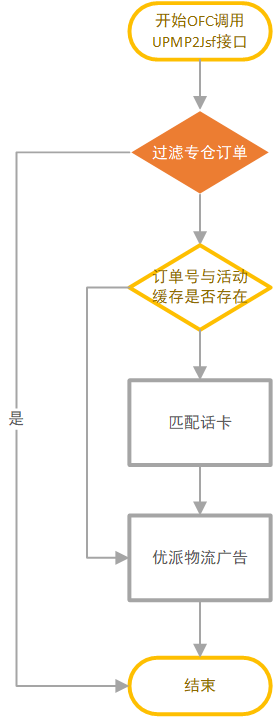 开始OFC调用
UPMP2Jsf接口
过滤专仓订单
订单号与活动
缓存是否存在
匹配话卡
是
优派物流广告
结束